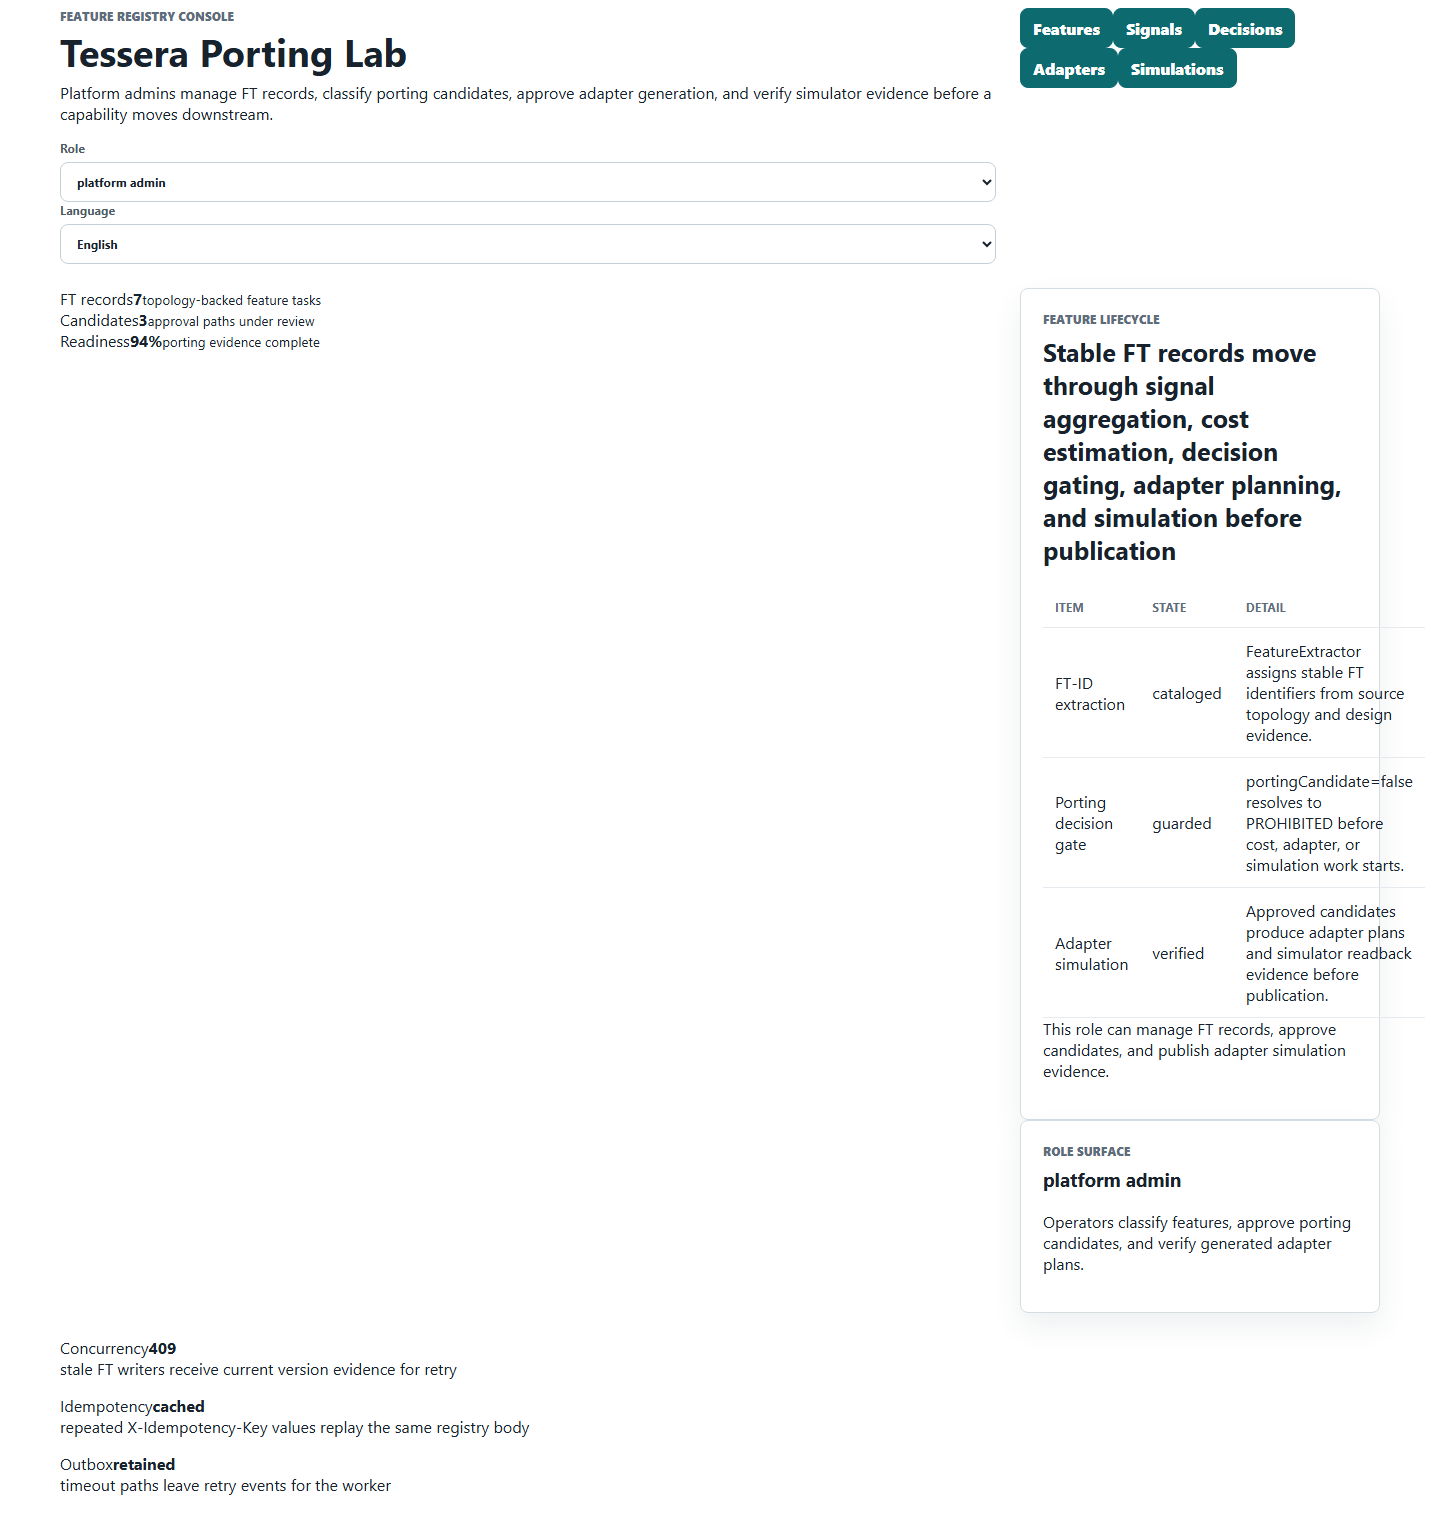 FEATURE REGISTRY CONSOLE
Tessera Porting Lab
Platform admins manage FT records, classify porting candidates, approve adapter generation, and verify simulator evidence before a
capability moves downstream.
Role
platform admin
Language
English
Features Signals Decisions
Adapters Simulations
FT records7topology-backed feature tasks
Candidates3approval paths under review
Readiness94%porting evidence complete
FEATURE LIFECYCLE
Stable FT records move
through signal
aggregation, cost
estimation, decision
gating, adapter planning,
and simulation before
publication
ITEM STATE DETAIL
FT-ID
extraction
cataloged
FeatureExtractor
assigns stable FT
identifiers from source
topology and design
evidence.
Porting
decision
gate
guarded
portingCandidate=false
resolves to
PROHIBITED before
cost, adapter, or
simulation work starts.
Adapter
simulation
verified
Approved candidates
produce adapter plans
and simulator readback
evidence before
publication.
This role can manage FT records, approve
candidates, and publish adapter simulation
evidence.
ROLE SURFACE
platform admin
Operators classify features, approve porting
candidates, and verify generated adapter
plans.
Concurrency409
stale FT writers receive current version evidence for retry
Idempotencycached
repeated X-Idempotency-Key values replay the same registry body
Outboxretained
timeout paths leave retry events for the worker